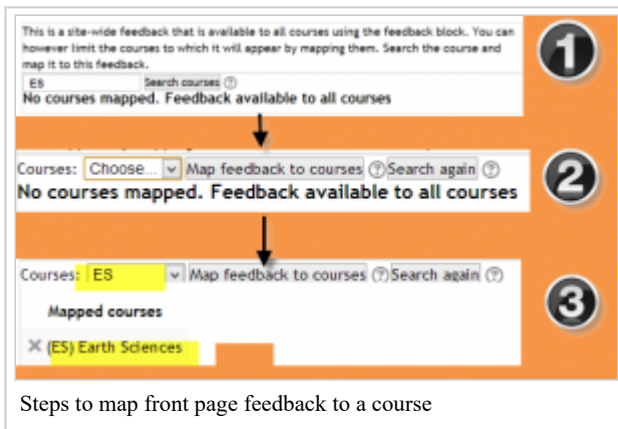 This is a site-wide feedback that is available to all courses using the feedback block. You can
however limit the courses to which it will appear by mapping them. Search the course and
map it to this feedback.
ES Search courses ?
No courses mapped. Feedback available to all courses
1
Courses: Choose... Map feedback to courses ? Search again ?
No courses mapped. Feedback available to all courses
2
Courses: ES Map feedback to courses ? Search again ?
Mapped courses
(ES) Earth Sciences
3
Steps to map front page feedback to a course